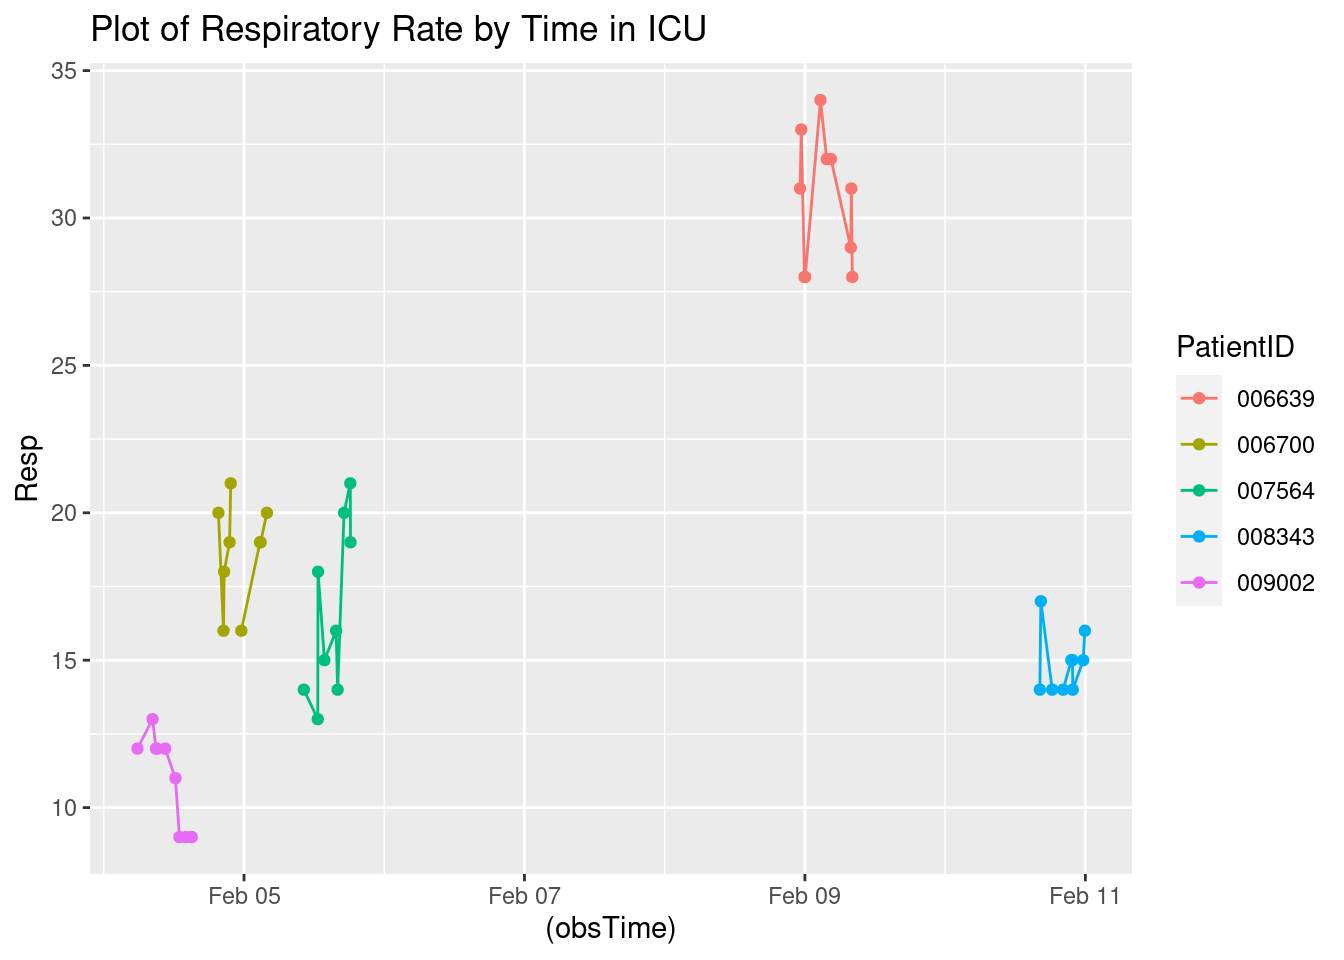 Plot of Respiratory Rate by Time in ICU
35
30
25
20
15
10
Resp
Feb 05 Feb 07 Feb 09 Feb 11
(obsTime)
PatientID
006639
006700
007564
008343
009002